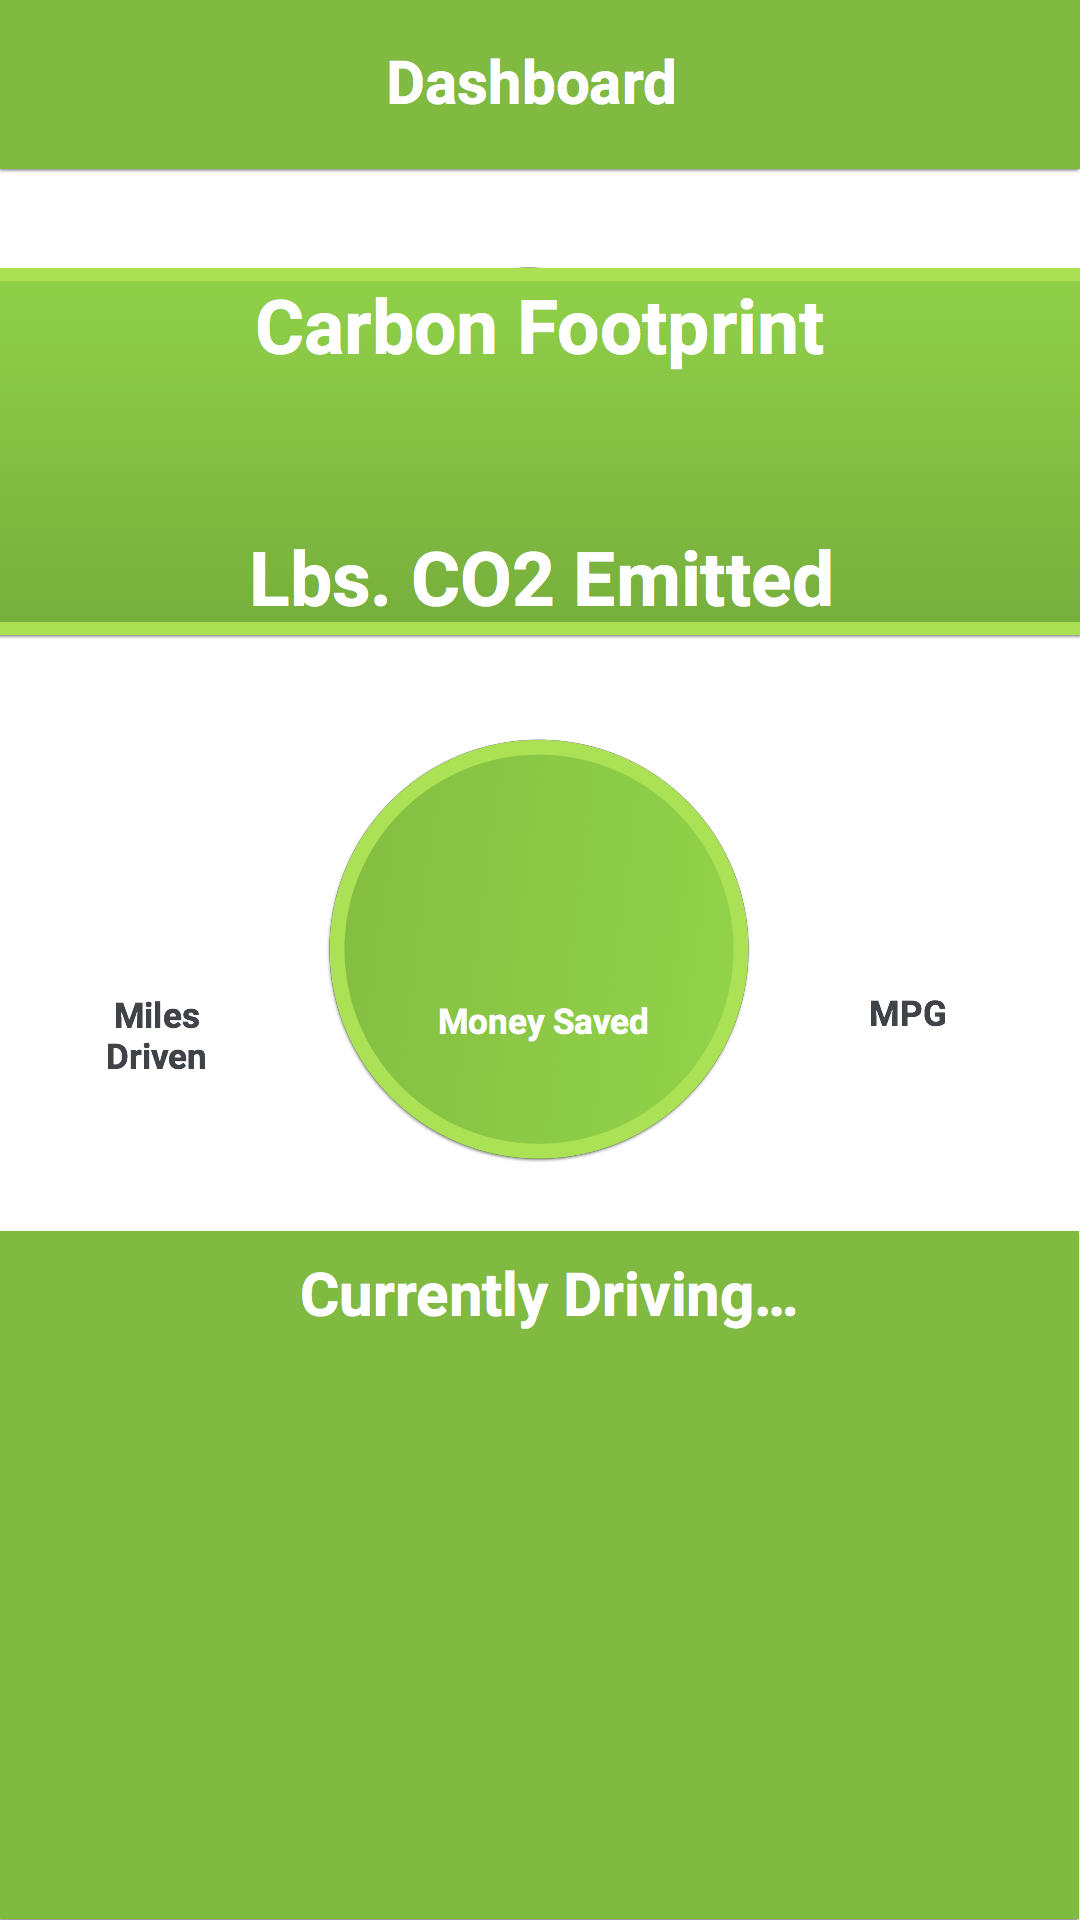 Dashboard
Carbon Footprint
Lbs. CO2 Emitted
Miles
Driven
Money Saved
MPG
Currently Driving...